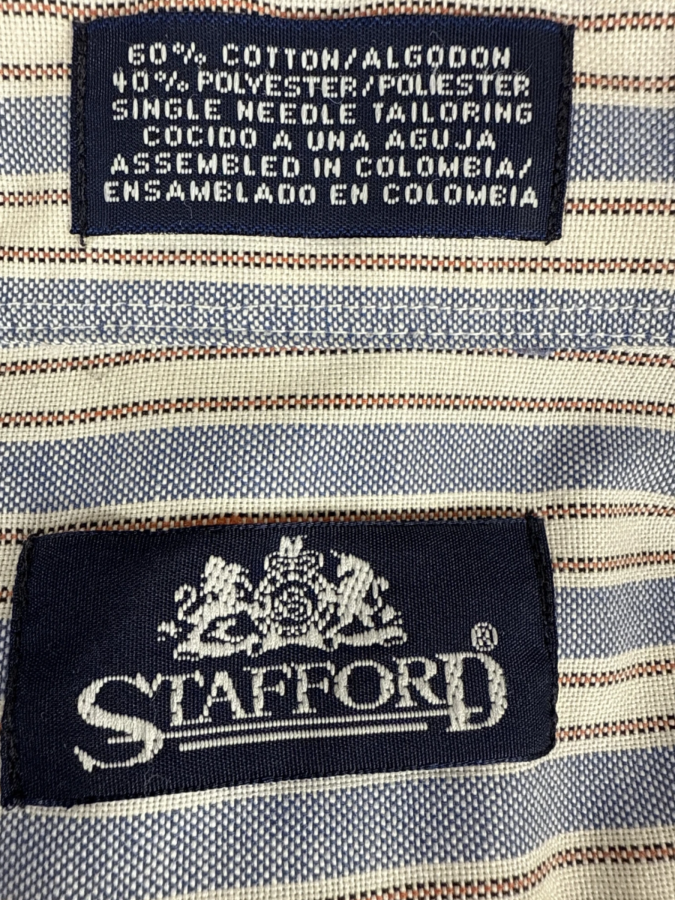 60% COTTON/ALGODON
40% POLYESTER/POLIESTER
SINGLE NEEDLE TAILORING
COCIDO A UNA AGUJA
ASSEMBLED IN COLOMBIA/
ENSAMBLADO EN COLOMBIA
S
STAFFORD®